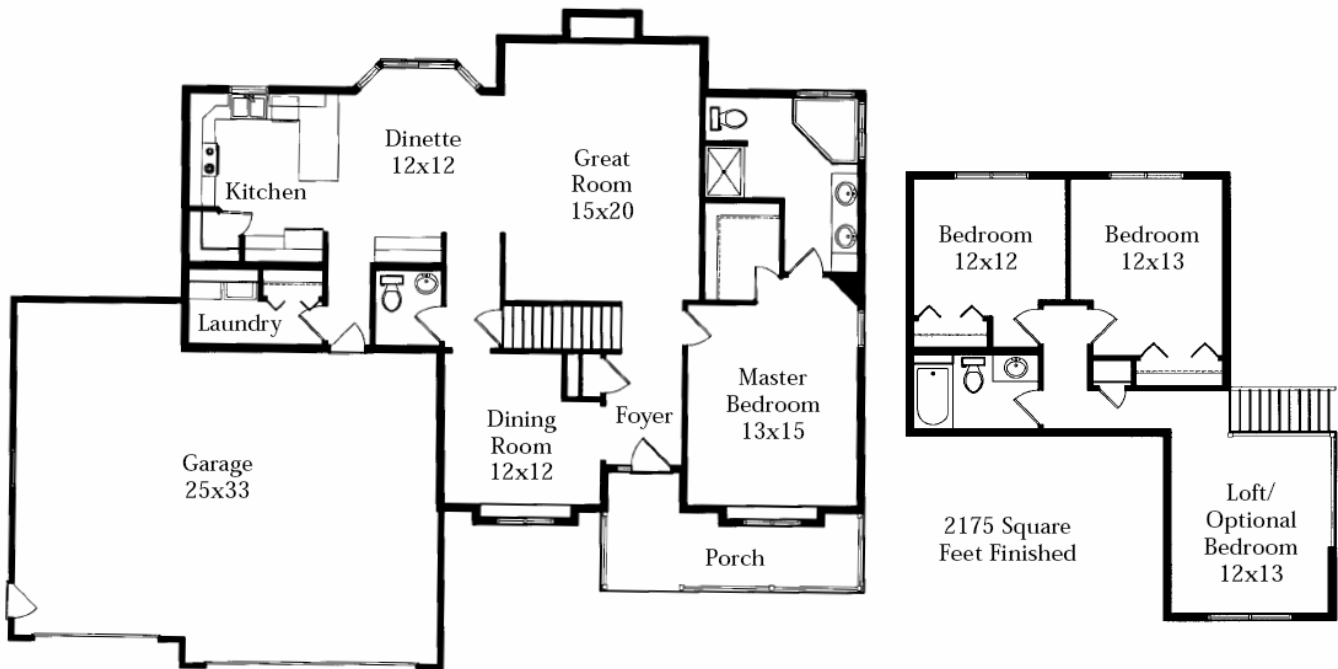 Dinette
12x12
Kitchen
Great
Room
15x20
Laundry
Garage
25x33
Dining
Room
12x12
Foyer
Master
Bedroom
13x15
Porch
Bedroom
12x12
Bedroom
12x13
2175 Square
Feet Finished
Loft/
Optional
Bedroom
12x13